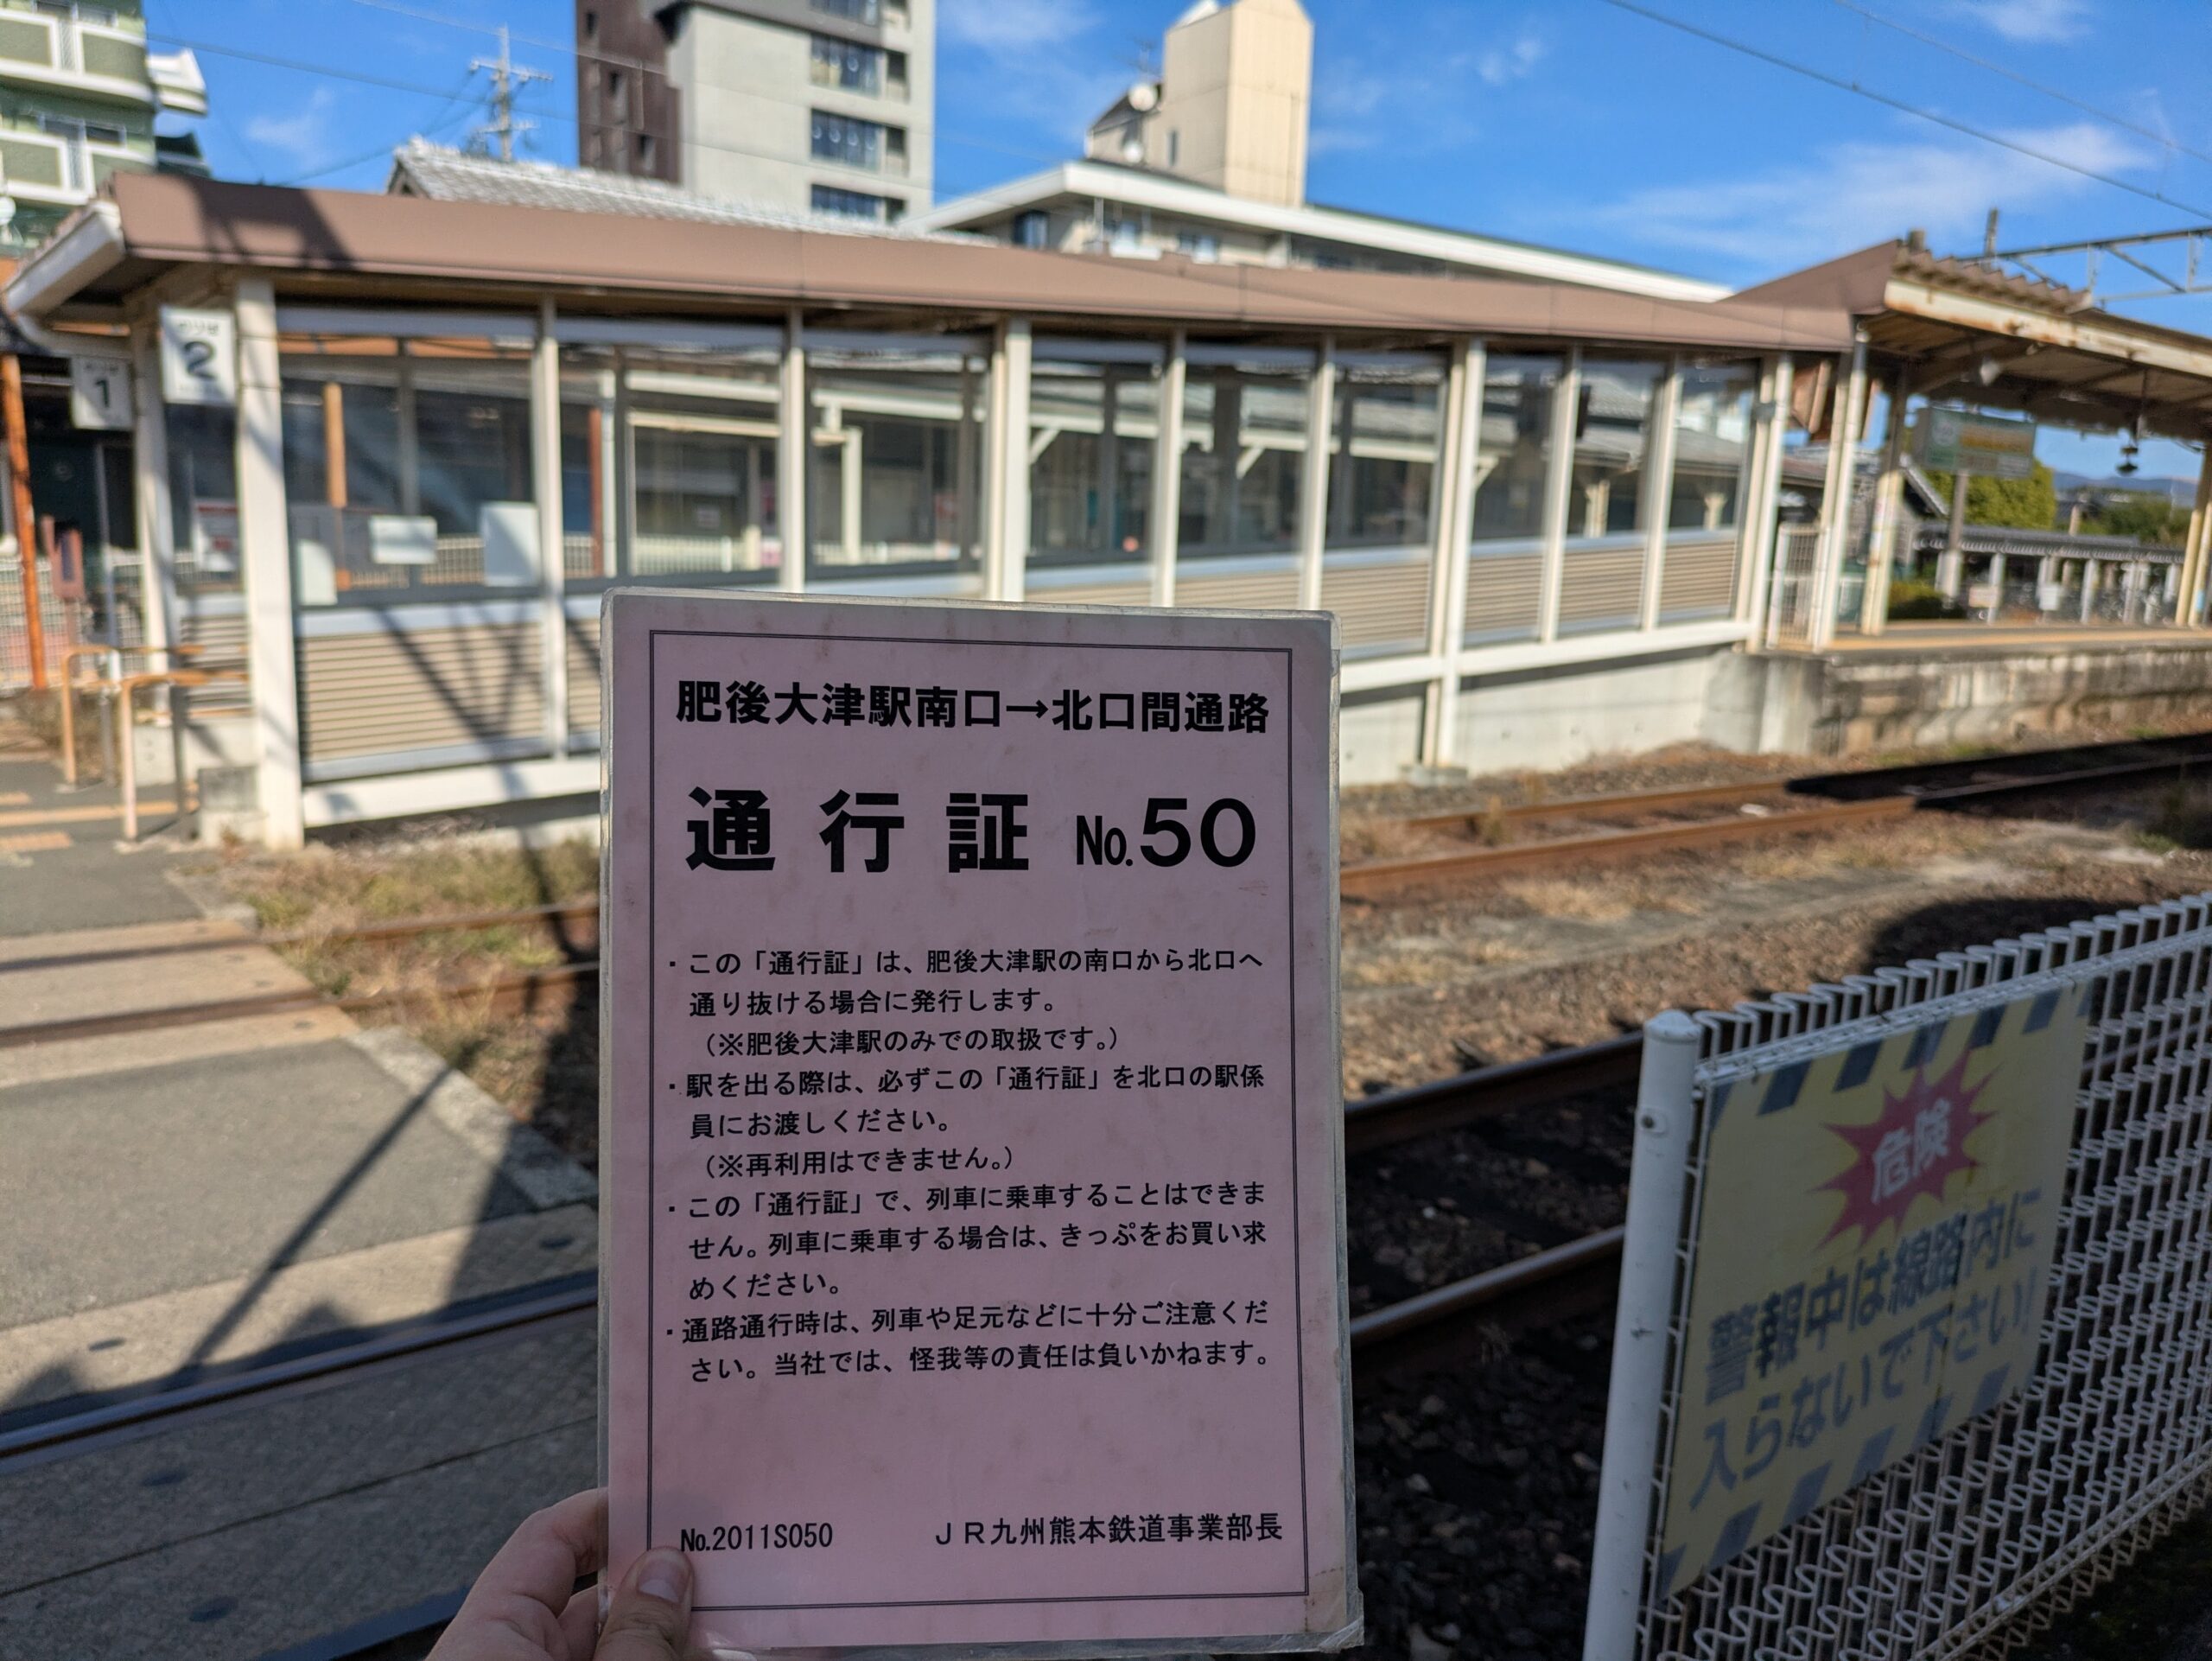 1
のりば
2
肥後大津駅南口→北口間通路
通行証 No.50
・この「通行証」は、肥後大津駅の南口から北口へ
通り抜ける場合に発行します。
(※肥後大津駅のみでの取扱です。)
・駅を出る際は、必ずこの「通行証」を北口の駅係
員にお渡しください。
(※再利用はできません。)
・この「通行証」で、列車に乗車することはできま
せん。列車に乗車する場合は、きっぷをお買い求
めください。
・通路通行時は、列車や足元などに十分ご注意くだ
さい。当社では、怪我等の責任は負いかねます。
No.2011S050 JR九州熊本鉄道事業部長
危険
警報中は線路内に
入らないで下さい!